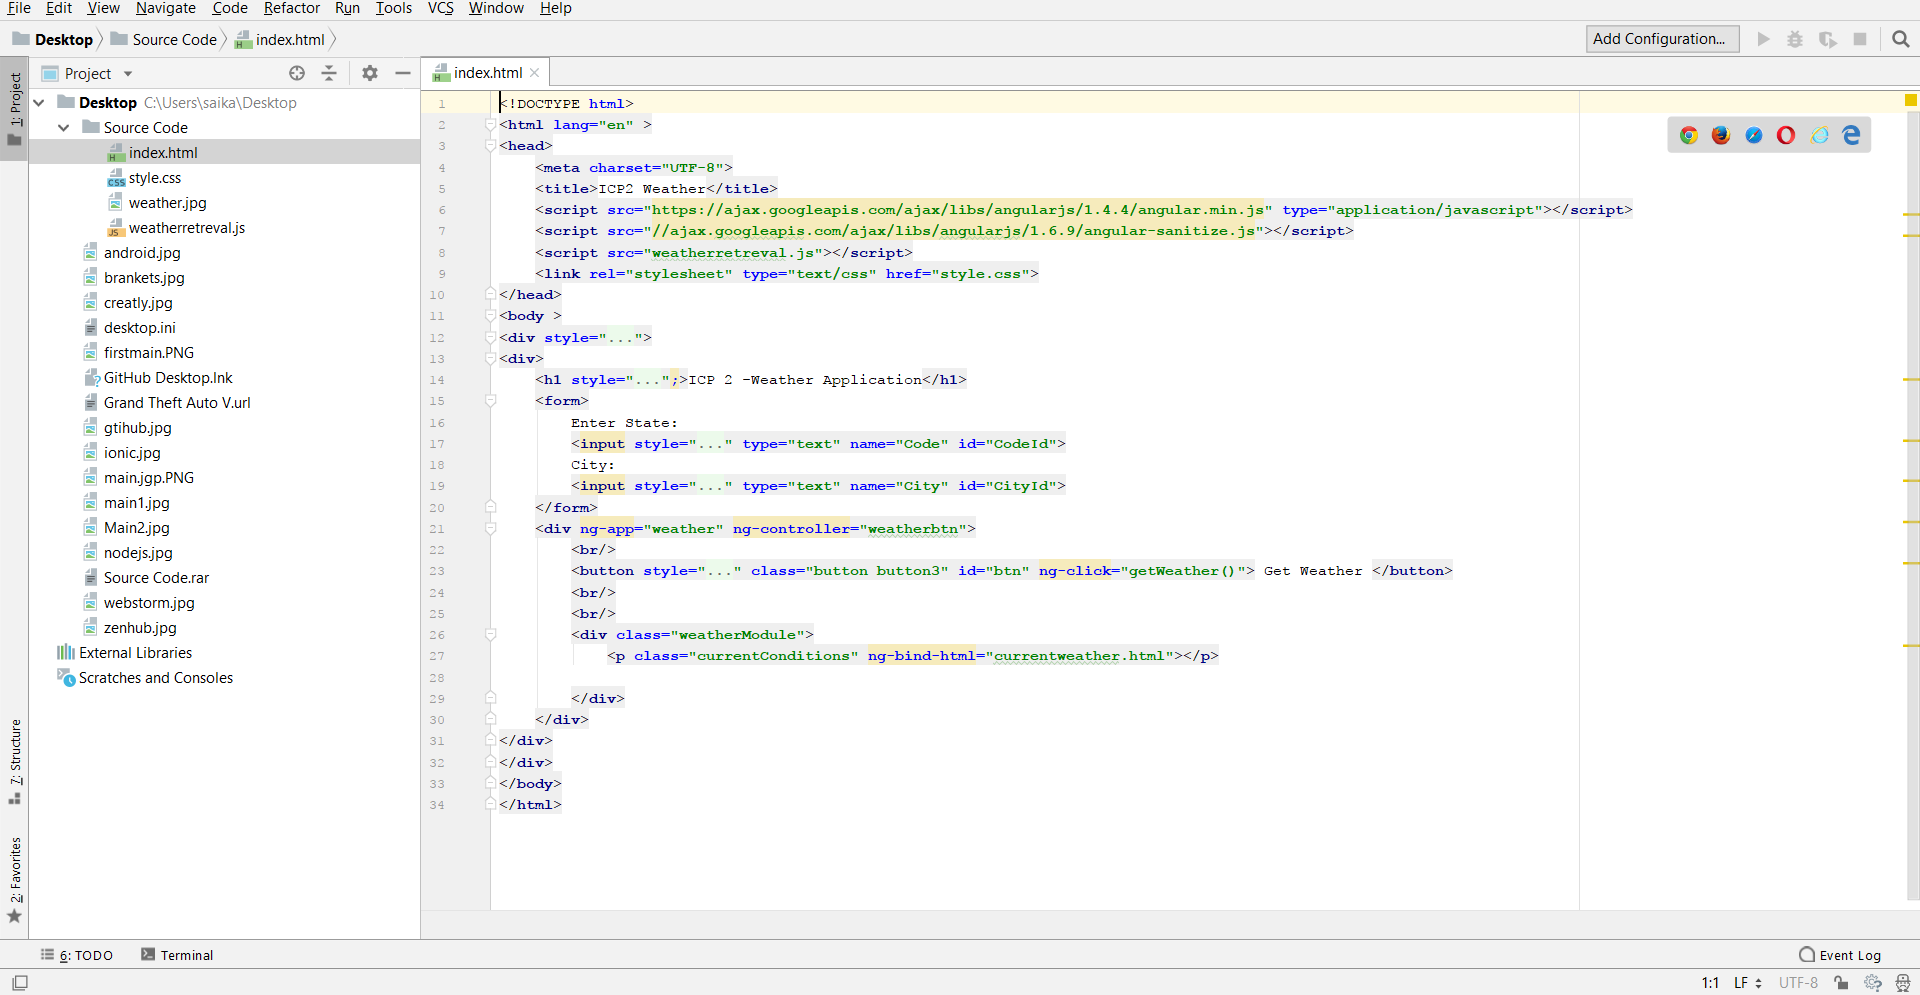 File Edit View Navigate Code Refactor Run Tools VCS Window Help
Desktop Source Code index.html Add Configuration...
1: Project
7: Structure
2: Favorites
Project
Desktop C:\Users\saika\Desktop
Source Code
index.html
style.css
weather.jpg
weatherretreval.js
android.jpg
brankets.jpg
creatly.jpg
desktop.ini
firstmain.PNG
GitHub Desktop.lnk
Grand Theft Auto V.url
gtihub.jpg
ionic.jpg
main.jgp.PNG
main1.jpg
Main2.jpg
nodejs.jpg
Source Code.rar
webstorm.jpg
zenhub.jpg
External Libraries
Scratches and Consoles
index.html
1 <!DOCTYPE html>
2 <html lang="en" >
3 <head>
4 <meta charset="UTF-8">
5 <title>ICP2 Weather</title>
6 <script src="https://ajax.googleapis.com/ajax/libs/angularjs/1.4.4/angular.min.js" type="application/javascript"></script>
7 <script src="//ajax.googleapis.com/ajax/libs/angularjs/1.6.9/angular-sanitize.js"></script>
8 <script src="weatherretreval.js"></script>
9 <link rel="stylesheet" type="text/css" href="style.css">
10 </head>
11 <body >
12 <div style="...">
13 <div>
14 <h1 style="...";>ICP 2 -Weather Application</h1>
15 <form>
16 Enter State:
17 <input style="..." type="text" name="Code" id="CodeId">
18 City:
19 <input style="..." type="text" name="City" id="CityId">
20 </form>
21 <div ng-app="weather" ng-controller="weatherbtn">
22 <br/>
23 <button style="..." class="button button3" id="btn" ng-click="getWeather()"> Get Weather </button>
24 <br/>
25 <br/>
26 <div class="weatherModule">
27 <p class="currentConditions" ng-bind-html="currentweather.html"></p>
28
29 </div>
30 </div>
31 </div>
32 </div>
33 </body>
34 </html>
6: TODO Terminal Event Log
1:1 LF UTF-8